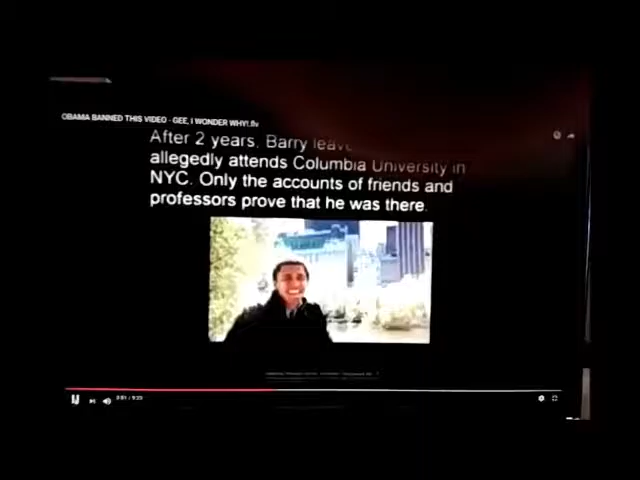 OBAMA BANNED THIS VIDEO - GEE, I WONDER WHY!.flv
After 2 years, Barry leave
allegedly attends Columbia University in
NYC. Only the accounts of friends and
professors prove that he was there.